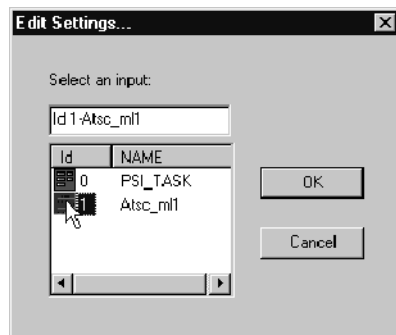 Edit Settings...
Select an input:
Id 1-Atsc_ml1
Id NAME
0 PSI_TASK
1 Atsc_ml1
OK
Cancel